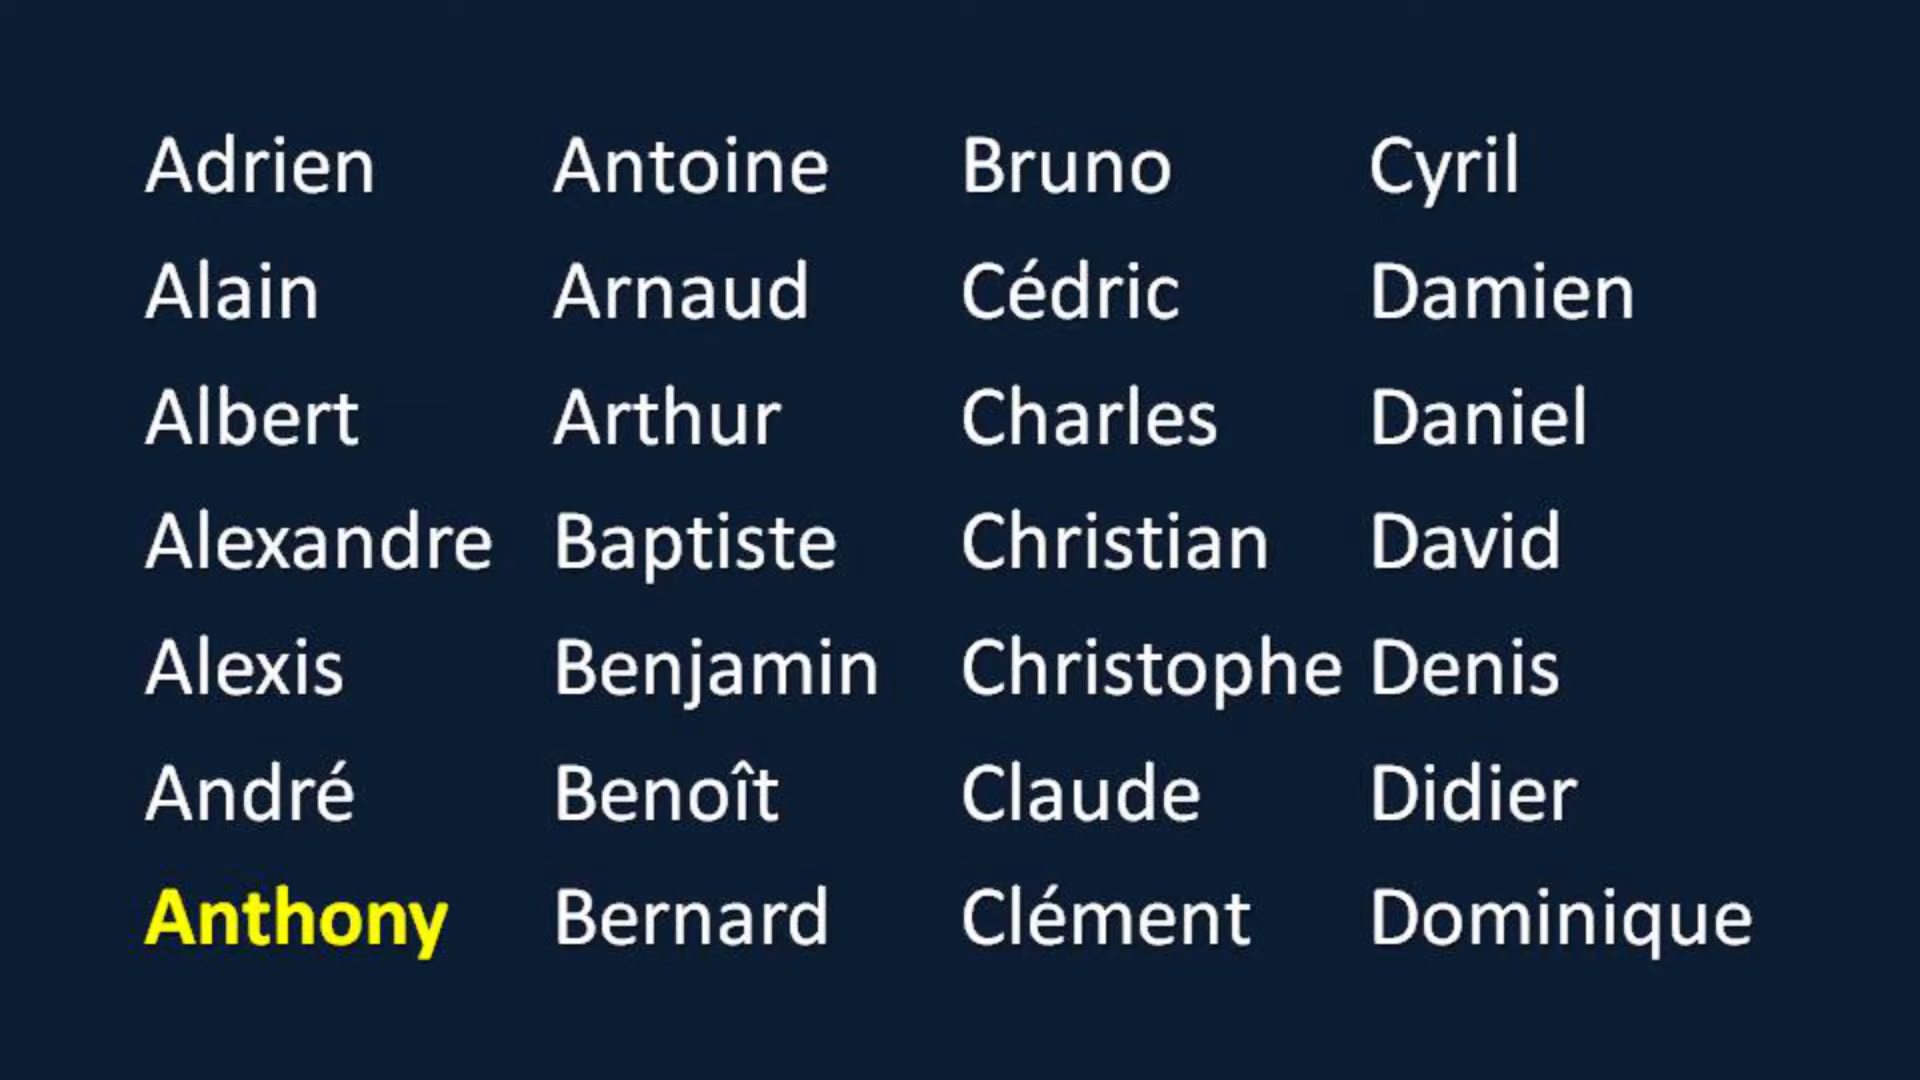 Adrien
Alain
Albert
Alexandre
Alexis
André
Anthony
Antoine
Arnaud
Arthur
Baptiste
Benjamin
Benoît
Bernard
Bruno
Cédric
Charles
Christian
Christophe
Claude
Clément
Cyril
Damien
Daniel
David
Denis
Didier
Dominique